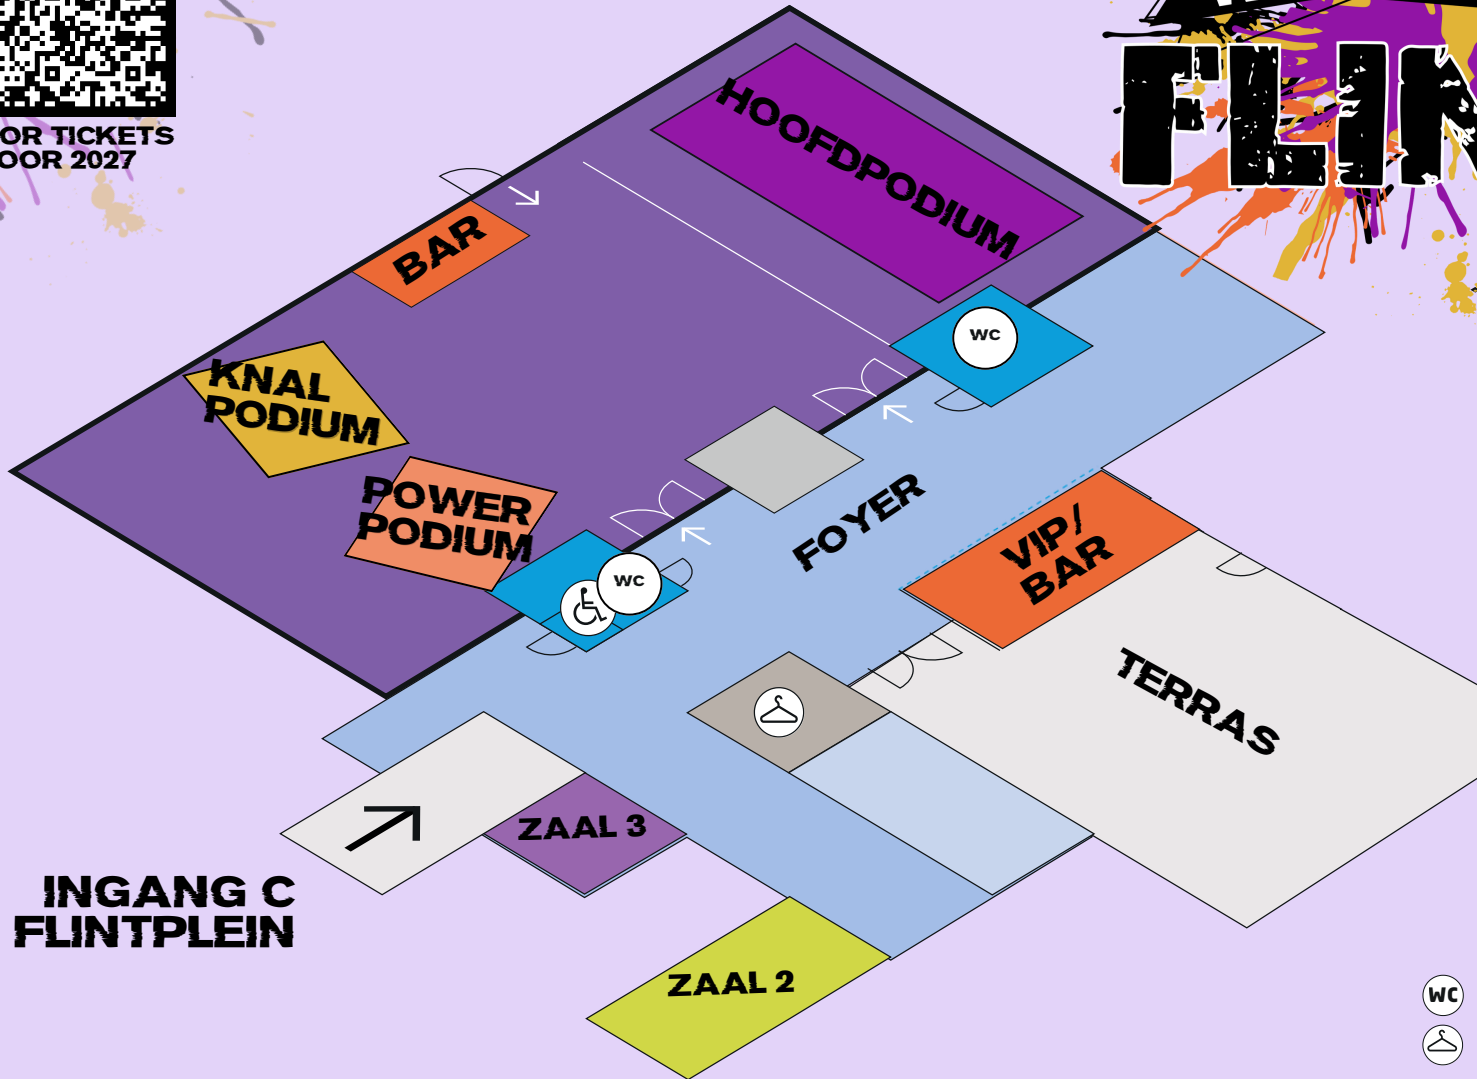 OR TICKETS
OOR 2027
FLIN
HOOFDPODIUM
BAR
WC
KNAL
PODIUM
POWER
PODIUM
FOYER
VIP/
BAR
WC
TERRAS
ZAAL 3
INGANG C
FLINTPLEIN
ZAAL 2
WC